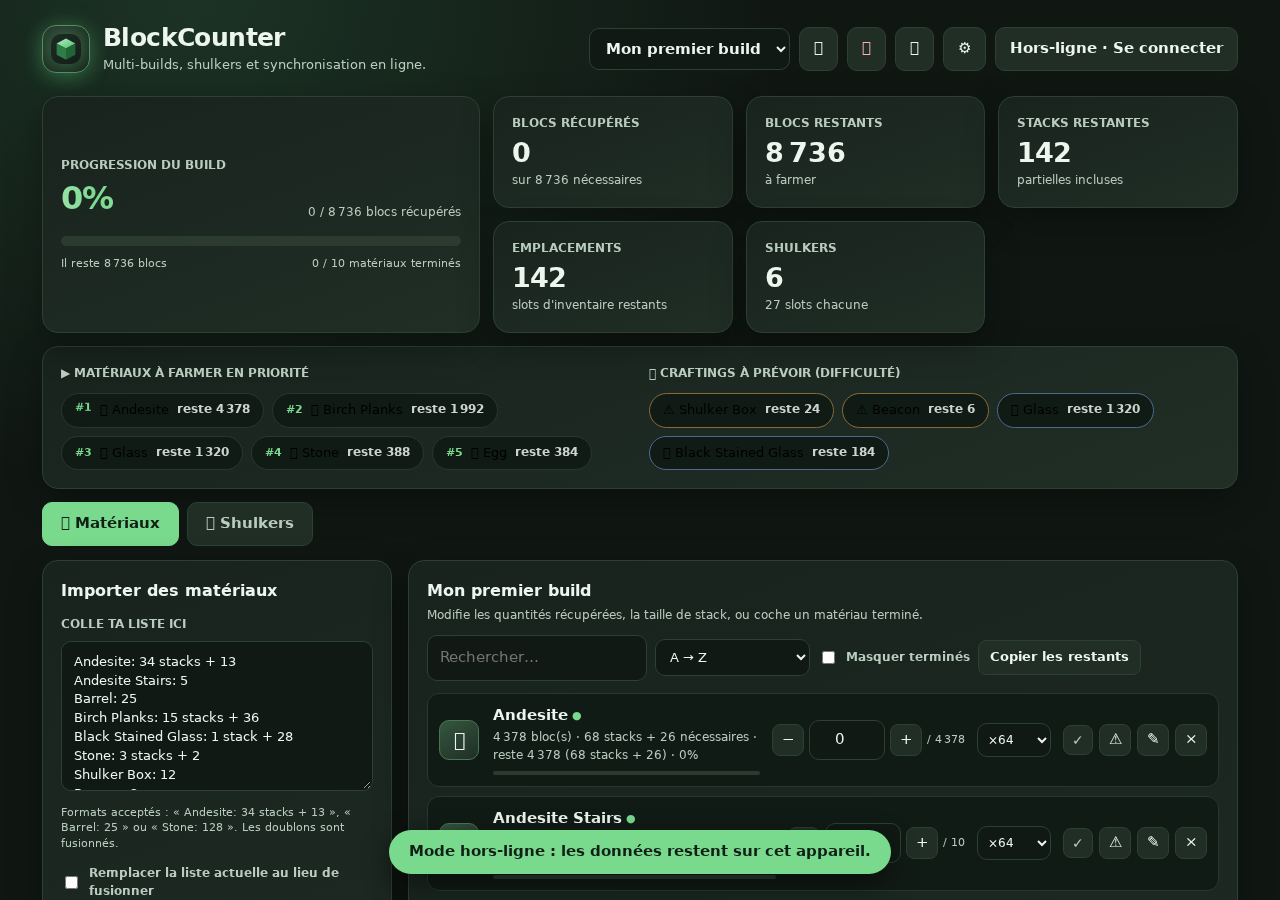 BlockCounter
Multi-builds, shulkers et synchronisation en ligne.
Mon premier build
Hors-ligne · Se connecter
PROGRESSION DU BUILD
0%
0 / 8 736 blocs récupérés
Il reste 8 736 blocs
0 / 10 matériaux terminés
BLOCS RÉCUPÉRÉS
0
sur 8 736 nécessaires
BLOCS RESTANTS
8 736
à farmer
STACKS RESTANTES
142
partielles incluses
EMPLACEMENTS
142
slots d'inventaire restants
SHULKERS
6
27 slots chacune
▶ MATÉRIAUX À FARMER EN PRIORITÉ
#1 Andesite reste 4 378
#2 Birch Planks reste 1 992
#3 Glass reste 1 320
#4 Stone reste 388
#5 Egg reste 384
CRAFTINGS À PRÉVOIR (DIFFICULTÉ)
⚠ Shulker Box reste 24
⚠ Beacon reste 6
Glass reste 1 320
Black Stained Glass reste 184
Matériaux
Shulkers
Importer des matériaux
COLLE TA LISTE ICI
Andesite: 34 stacks + 13
Andesite Stairs: 5
Barrel: 25
Birch Planks: 15 stacks + 36
Black Stained Glass: 1 stack + 28
Stone: 3 stacks + 2
Shulker Box: 12
Formats acceptés : « Andesite: 34 stacks + 13 », «
Barrel: 25 » ou « Stone: 128 ». Les doublons sont
fusionnés.
Remplacer la liste actuelle au lieu de
fusionner
Mon premier build
Modifie les quantités récupérées, la taille de stack, ou coche un matériau terminé.
Rechercher...
A → Z
Masquer terminés
Copier les restants
Andesite ●
4 378 bloc(s) · 68 stacks + 26 nécessaires ·
reste 4 378 (68 stacks + 26) · 0%
− 0 + / 4 378
×64
✓ ⚠ ✎ ×
Andesite Stairs ●
+ / 10
×64
✓ ⚠ ✎ ×
Mode hors-ligne : les données restent sur cet appareil.